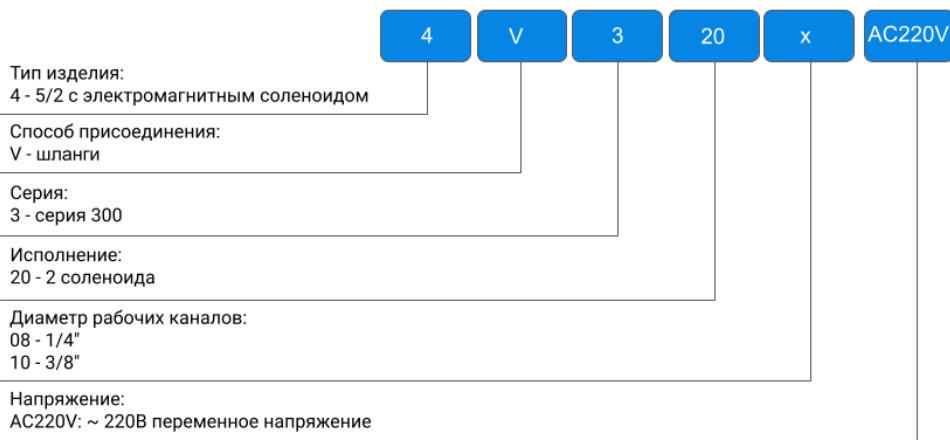 4 V 3 20 x AC220V
Тип изделия:
4 - 5/2 с электромагнитным соленоидом
Способ присоединения:
V - шланги
Серия:
3 - серия 300
Исполнение:
20 - 2 соленоида
Диаметр рабочих каналов:
08 - 1/4"
10 - 3/8"
Напряжение:
AC220V: ~ 220В переменное напряжение